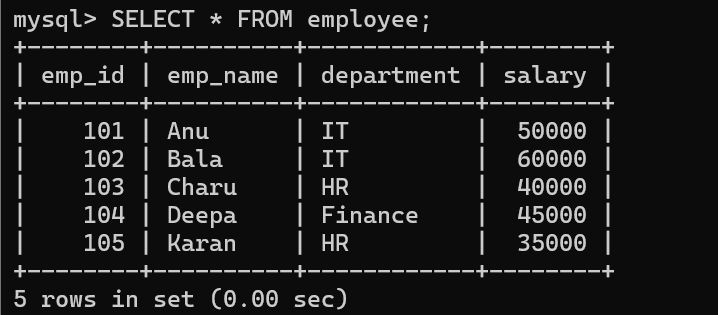 mysql> SELECT * FROM employee;
+--------+----------+------------+--------+
| emp_id | emp_name | department | salary |
+--------+----------+------------+--------+
|    101 | Anu      | IT         |  50000 |
|    102 | Bala     | IT         |  60000 |
|    103 | Charu    | HR         |  40000 |
|    104 | Deepa    | Finance    |  45000 |
|    105 | Karan    | HR         |  35000 |
+--------+----------+------------+--------+
5 rows in set (0.00 sec)